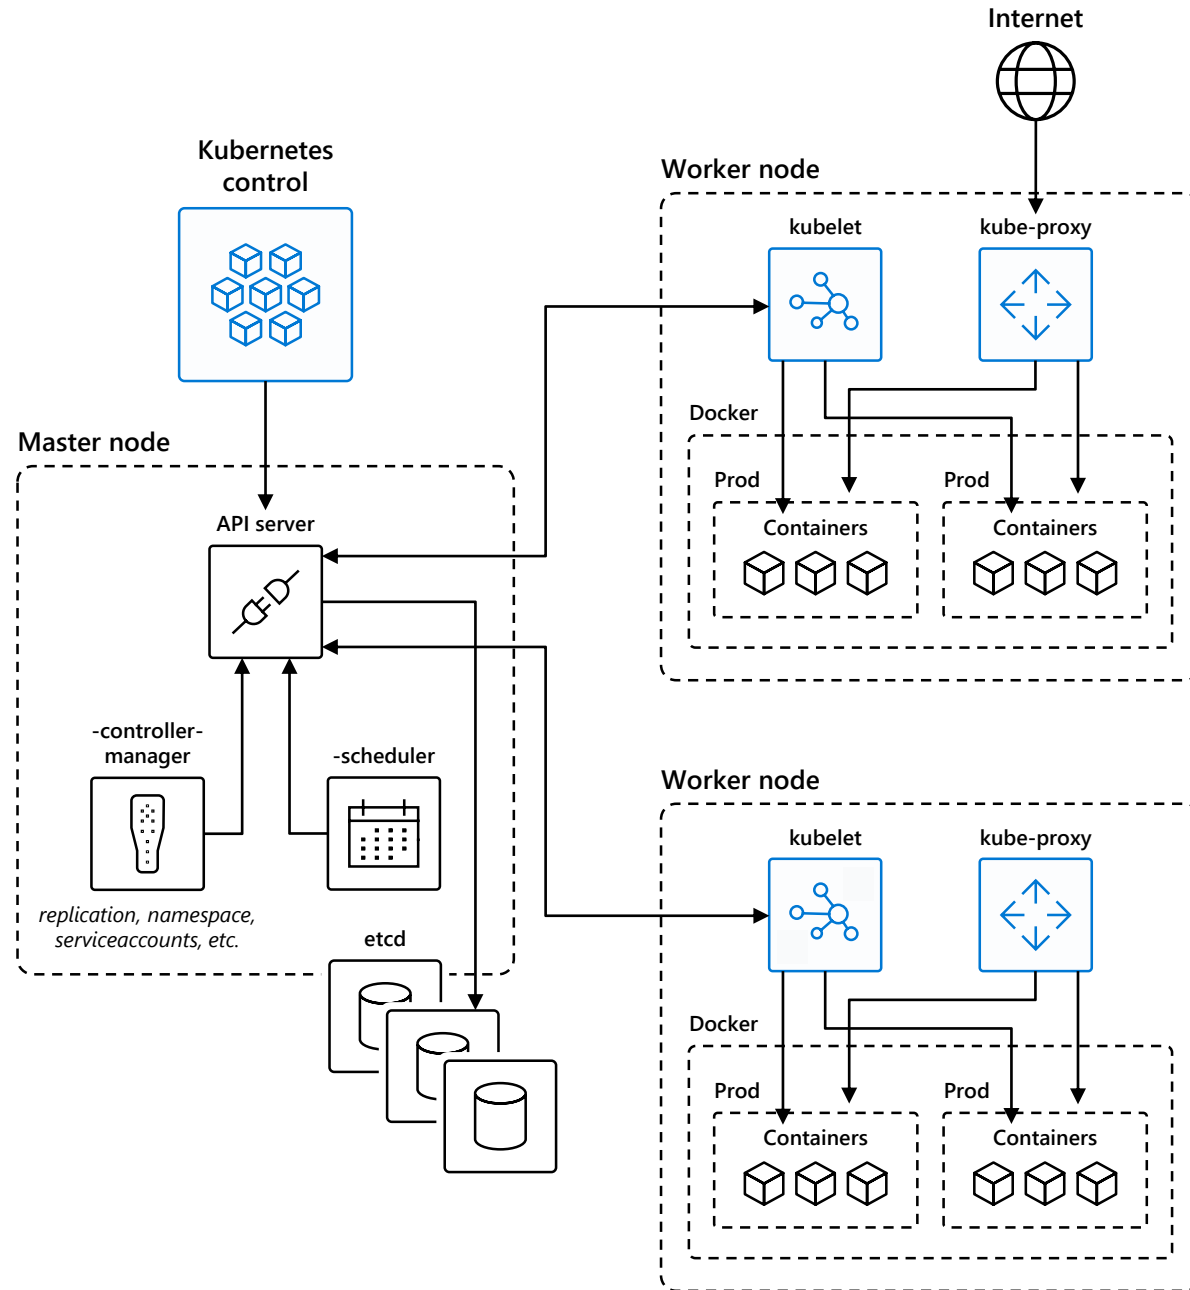 Internet
Kubernetes
control
Worker node
kubelet
kube-proxy
Docker
Prod
Prod
Containers
Containers
Master node
API server
-controller-
manager
-scheduler
replication, namespace,
serviceaccounts, etc.
etcd
Worker node
kubelet
kube-proxy
Docker
Prod
Prod
Containers
Containers